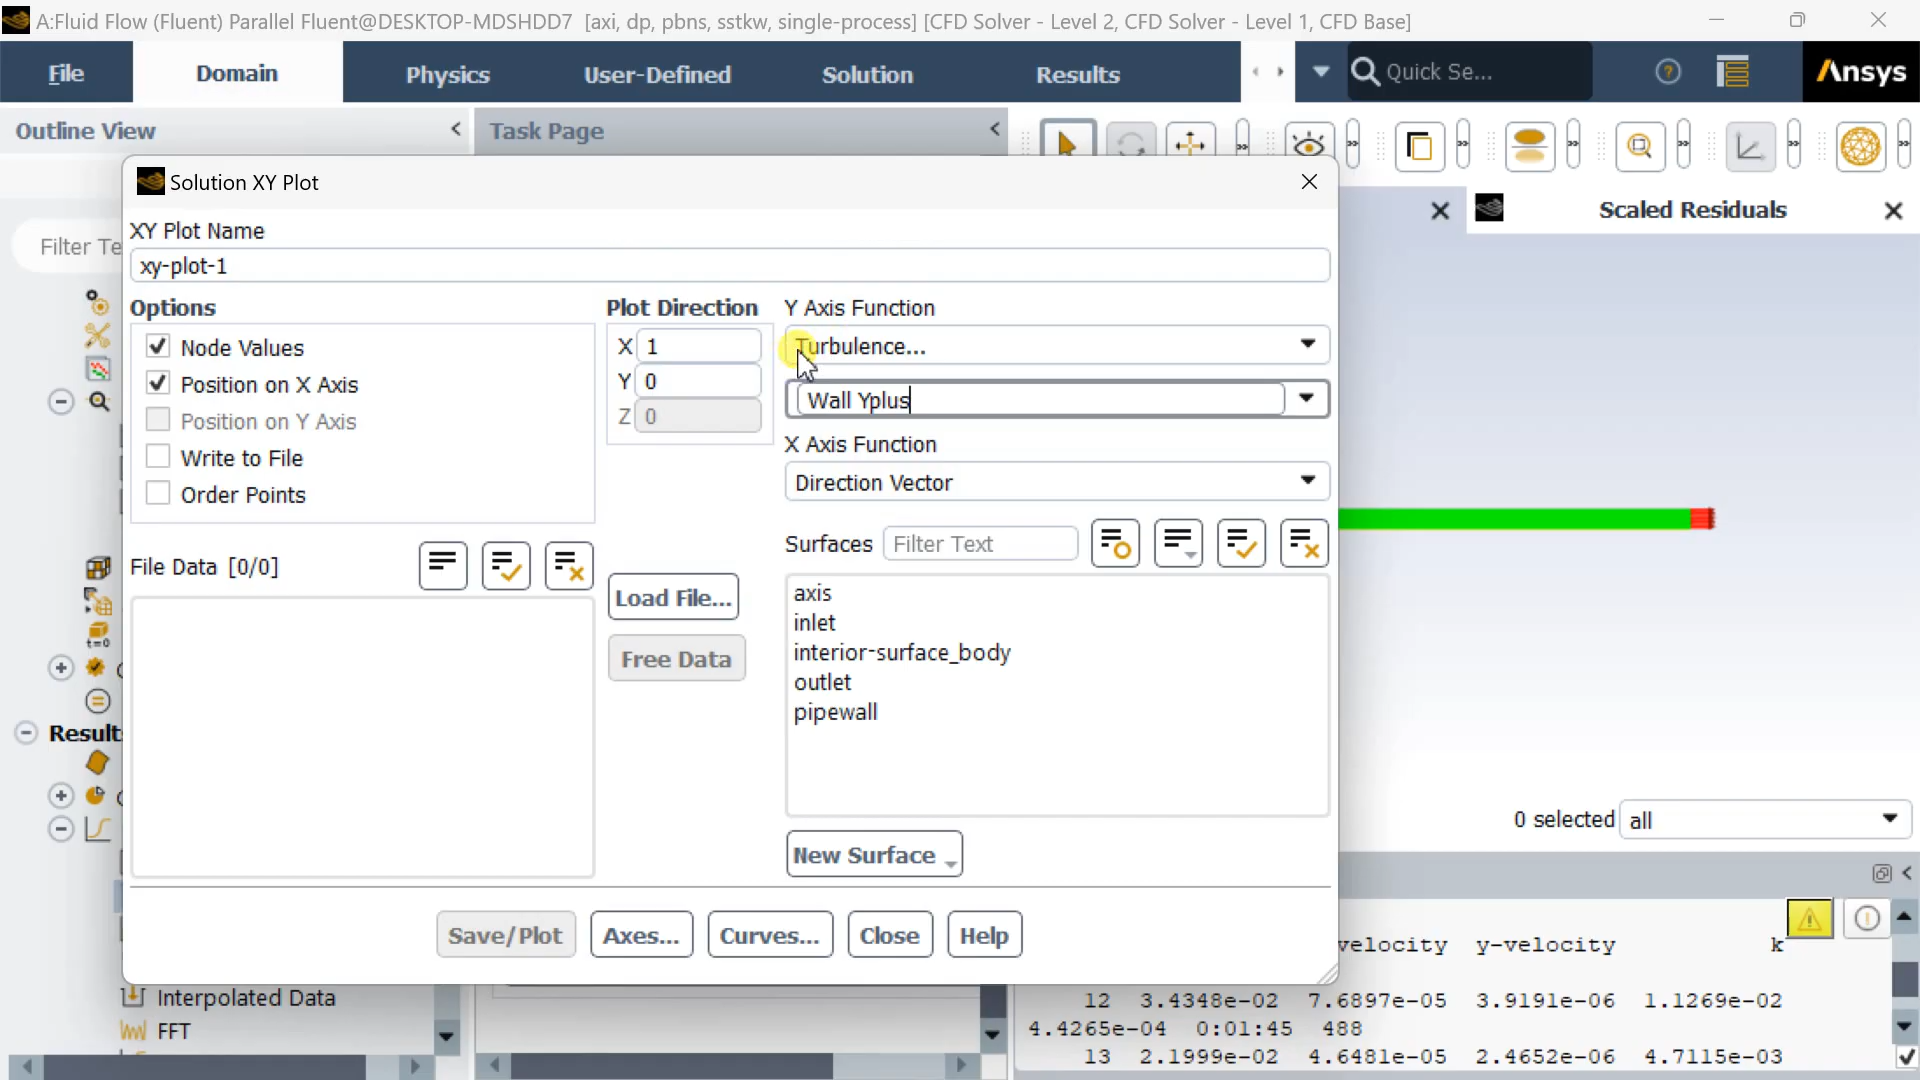 A:Fluid Flow (Fluent) Parallel Fluent@DESKTOP-MDSHDD7 [axi, dp, pbns, sstkw, single-process] [CFD Solver - Level 2, CFD Solver - Level 1, CFD Base]
File Domain Physics User-Defined Solution Results Quick Se... Ansys
Outline View Task Page
Solution XY Plot
Scaled Residuals
XY Plot Name
Filter Te
xy-plot-1
Options Plot Direction Y Axis Function
Node Values X 1 Turbulence...
Position on X Axis Y 0 Wall Yplus
Position on Y Axis Z 0
Write to File X Axis Function
Order Points Direction Vector
File Data [0/0] Surfaces Filter Text
Load File...
Free Data
axis
inlet
interior-surface_body
outlet
pipewall
Result
0 selected all
New Surface
Save/Plot Axes... Curves... Close Help
velocity y-velocity k
Interpolated Data
12 3.4348e-02 7.6897e-05 3.9191e-06 1.1269e-02
FFT
4.4265e-04 0:01:45 488
13 2.1999e-02 4.6481e-05 2.4652e-06 4.7115e-03